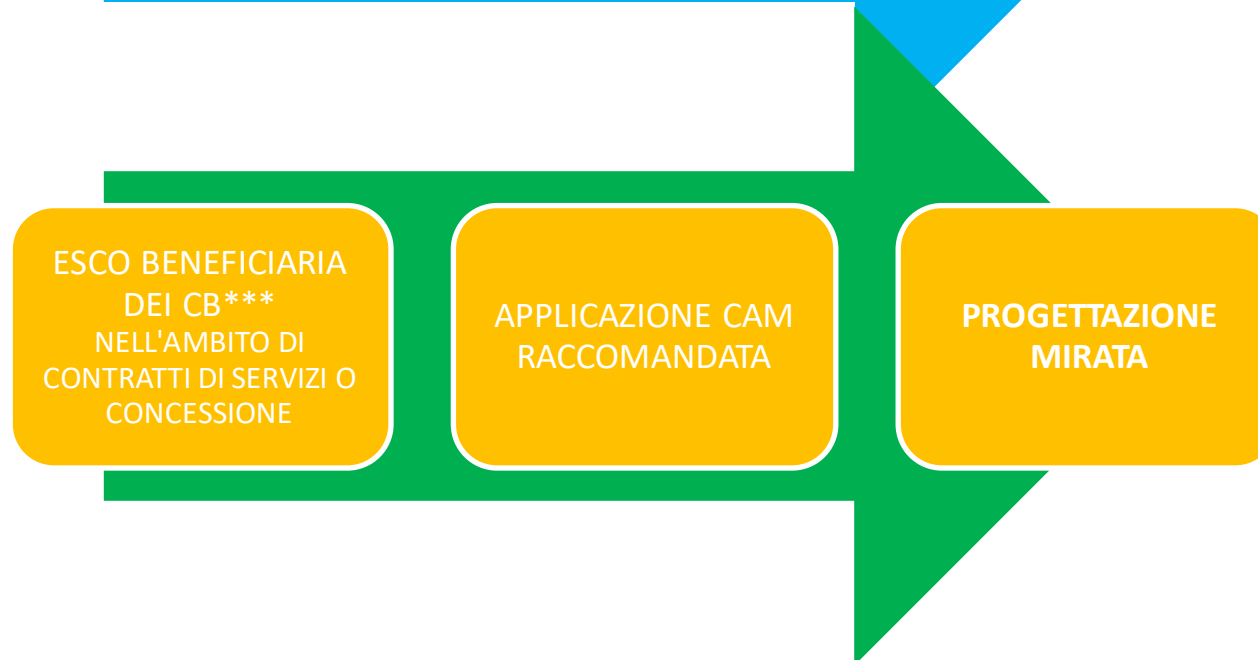 ESCO BENEFICIARIA
DEI CB***
NELL'AMBITO DI
CONTRATTI DI SERVIZI O
CONCESSIONE
APPLICAZIONE CAM
RACCOMANDATA
PROGETTAZIONE
MIRATA